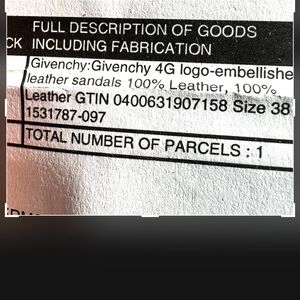 FULL DESCRIPTION OF GOODS
CK INCLUDING FABRICATION
Givenchy:Givenchy 4G logo-embellishe
leather sandals 100% Leather, 100%
Leather GTIN 0400631907158 Size 38
1531787-097
TOTAL NUMBER OF PARCELS : 1